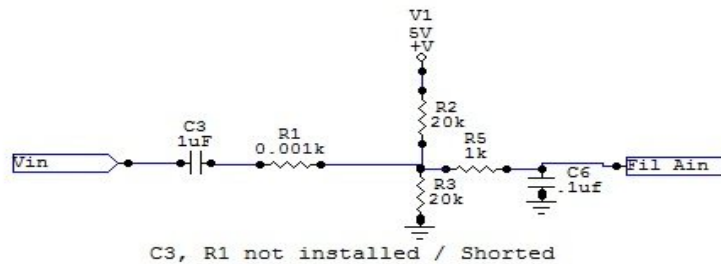 V1
5V
+V
C3
1uF
R1
0.001k
R2
20k
R5
1k
Vin
R3
20k
C6
.1uf
Fil Ain
C3, R1 not installed / Shorted